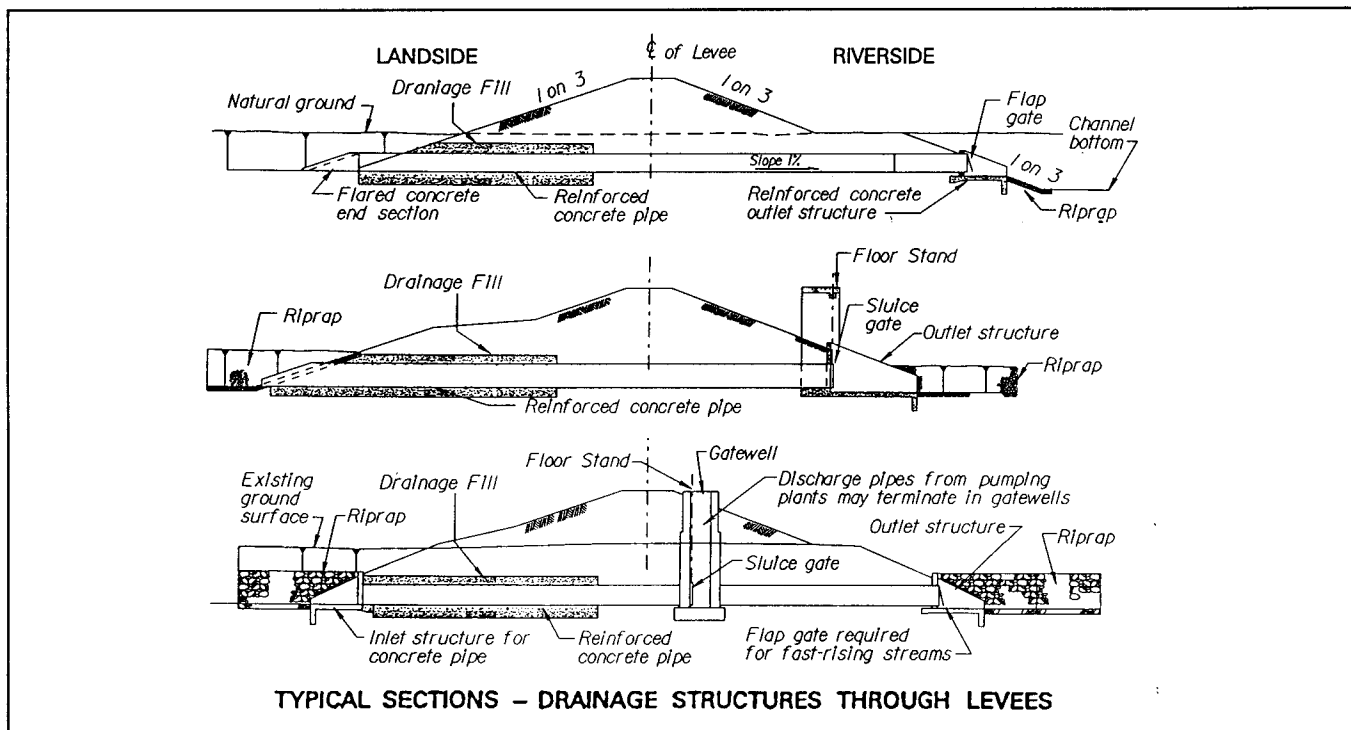 LANDSIDE
℄ of Levee
RIVERSIDE
Draniage Fill
1 on 3
1 on 3
Natural ground
Flap
gate
Channel
bottom
Slope 1%
1 on 3
Flared concrete
end section
Reinforced
concrete pipe
Reinforced concrete
outlet structure
Riprap
Floor Stand
Drainage Fill
Sluice
gate
Riprap
Outlet structure
Riprap
Reinforced concrete pipe
Gatewell
Floor Stand
Existing
ground
surface
Drainage Fill
Discharge pipes from pumping
plants may terminate in gatewells
Riprap
Outlet structure
Riprap
Sluice gate
Inlet structure for
concrete pipe
Reinforced
concrete pipe
Flap gate required
for fast-rising streams
TYPICAL SECTIONS – DRAINAGE STRUCTURES THROUGH LEVEES